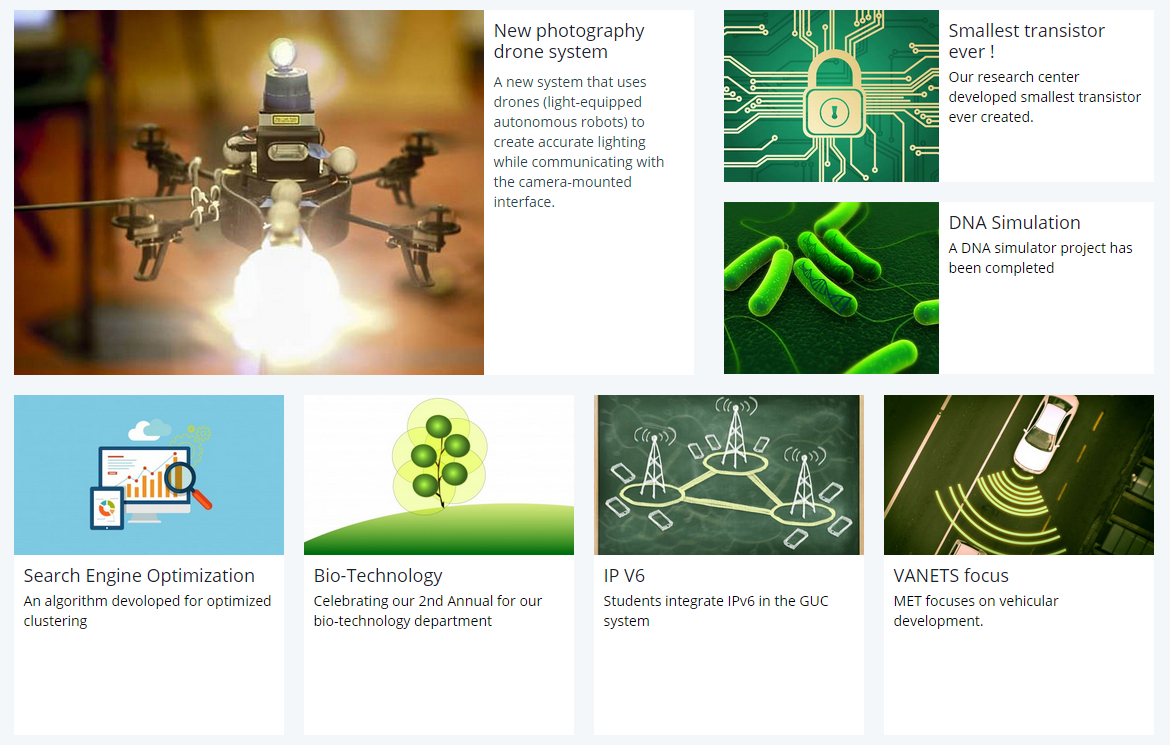 New photography
drone system
A new system that uses
drones (light-equipped
autonomous robots) to
create accurate lighting
while communicating with
the camera-mounted
interface.
Smallest transistor
ever !
Our research center
developed smallest transistor
ever created.
DNA Simulation
A DNA simulator project has
been completed
Search Engine Optimization
An algorithm devoloped for optimized
clustering
Bio-Technology
Celebrating our 2nd Annual for our
bio-technology department
IP V6
Students integrate IPv6 in the GUC
system
VANETS focus
MET focuses on vehicular
development.